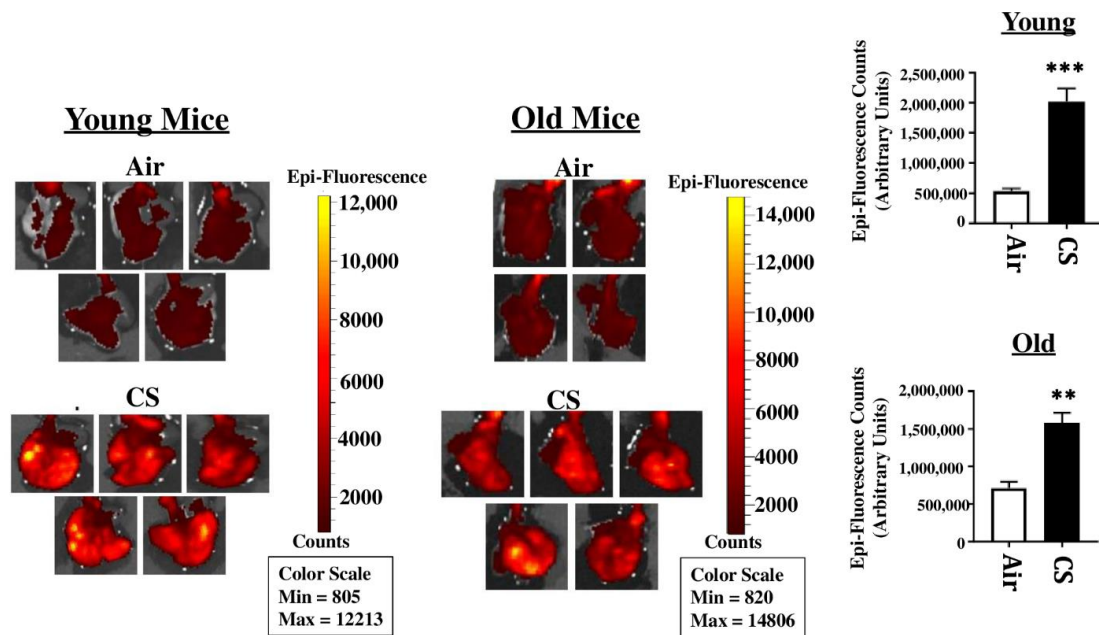 Young Mice
Air
Epi-Fluorescence
12,000
10,000
8000
6000
4000
2000
CS
Counts
Color Scale
Min = 805
Max = 12213
Old Mice
Air
Epi-Fluorescence
14,000
12,000
10,000
8000
6000
4000
2000
CS
Counts
Color Scale
Min = 820
Max = 14806
Young
Epi-Fluorescence Counts
(Arbitrary Units)
2,500,000
2,000,000
1,500,000
1,000,000
500,000
0
***
Air
CS
Old
Epi-Fluorescence Counts
(Arbitrary Units)
2,000,000
1,500,000
1,000,000
500,000
0
**
Air
CS